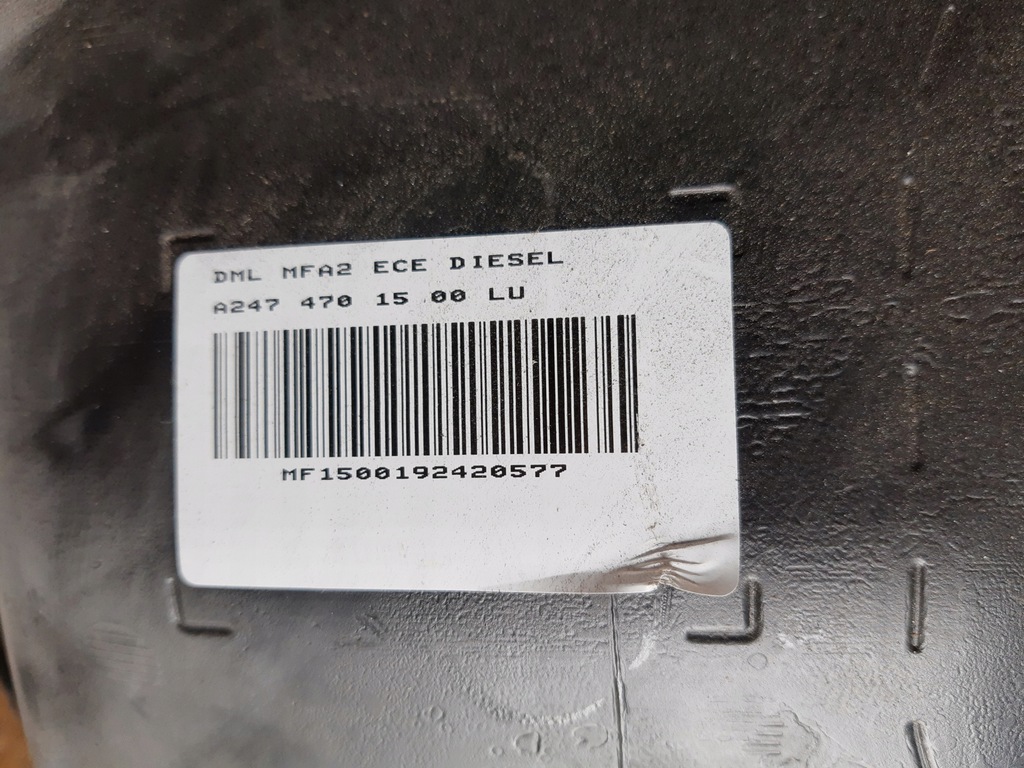 DML MFA2 ECE DIESEL
A247 470 15 00 LU
MF1500192420577